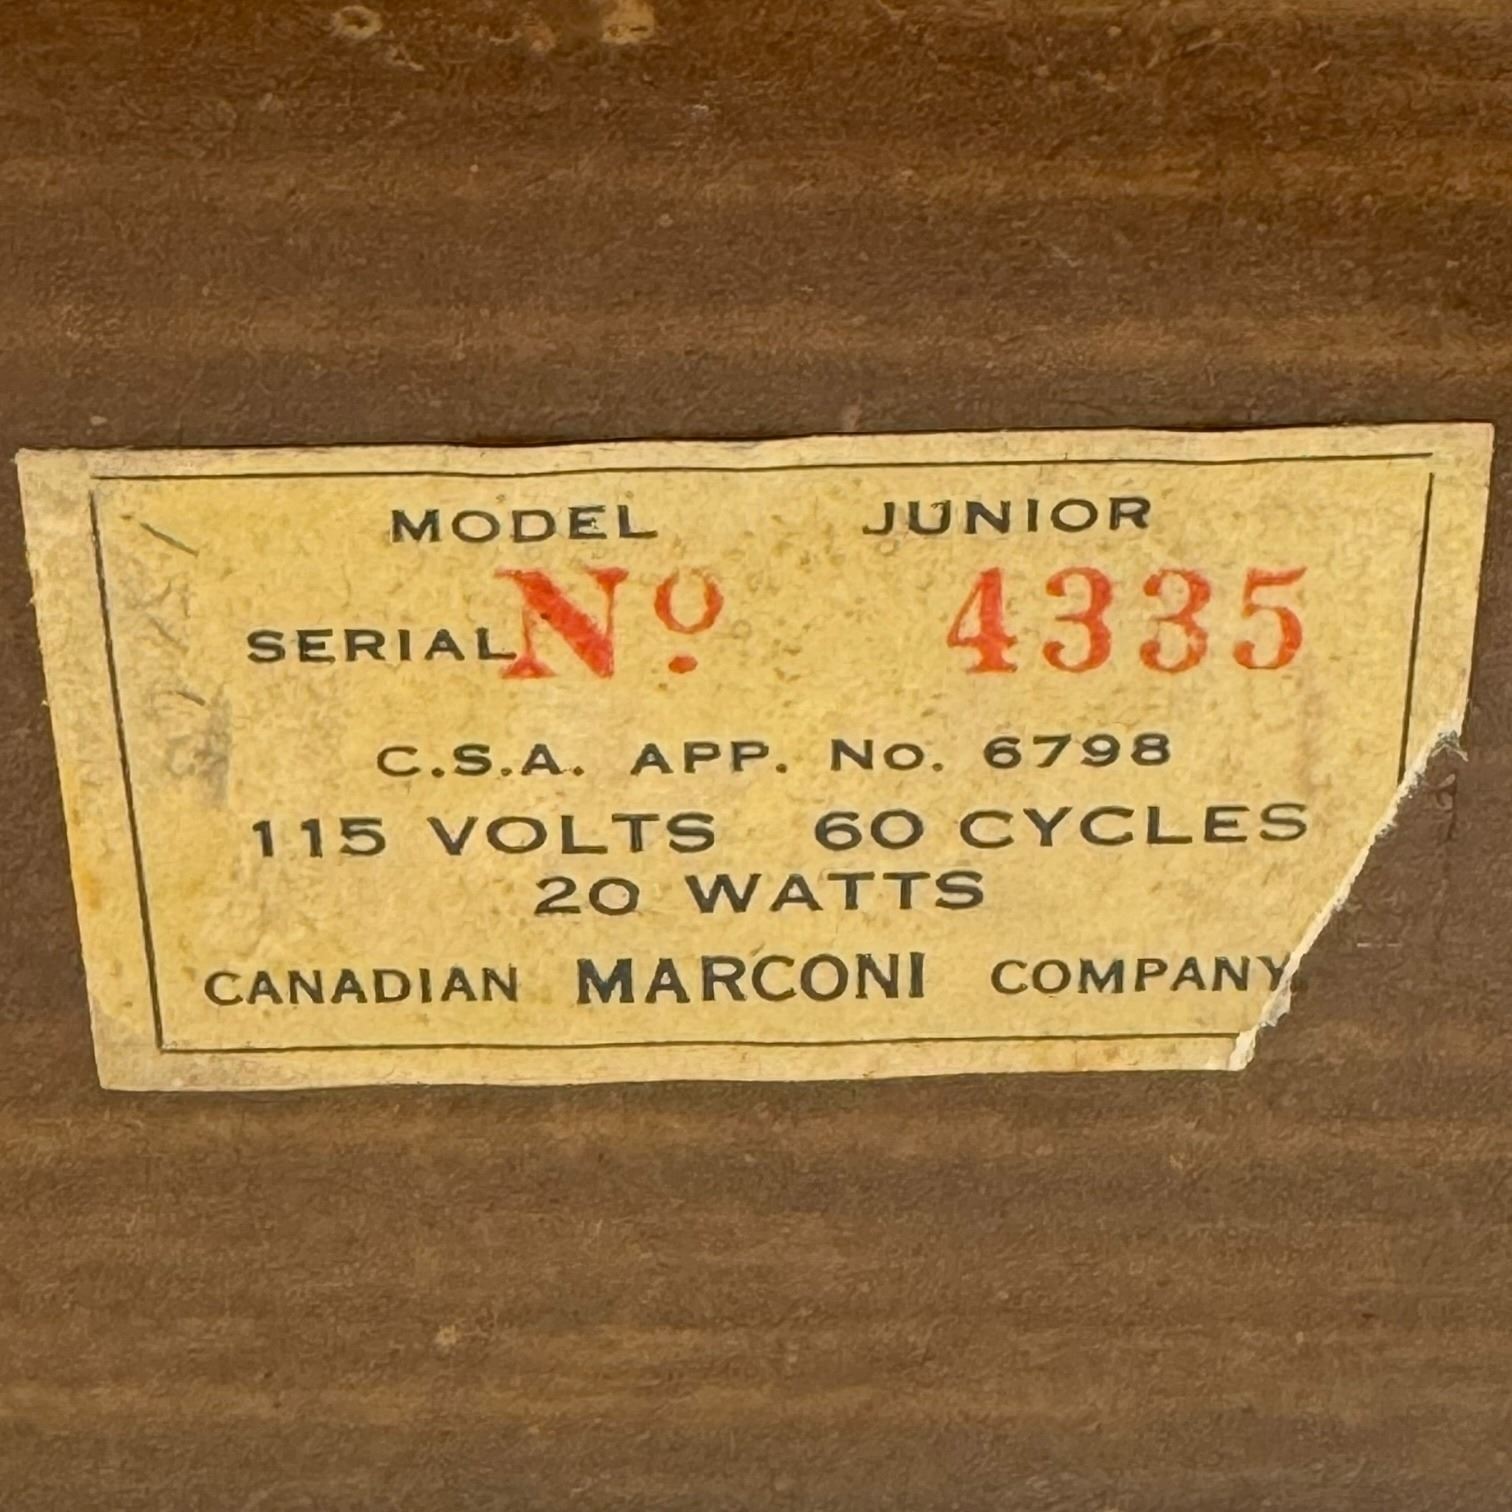 MODEL JUNIOR
SERIAL No. 4335
C.S.A. APP. No. 6798
115 VOLTS 60 CYCLES
20 WATTS
CANADIAN MARCONI COMPANY